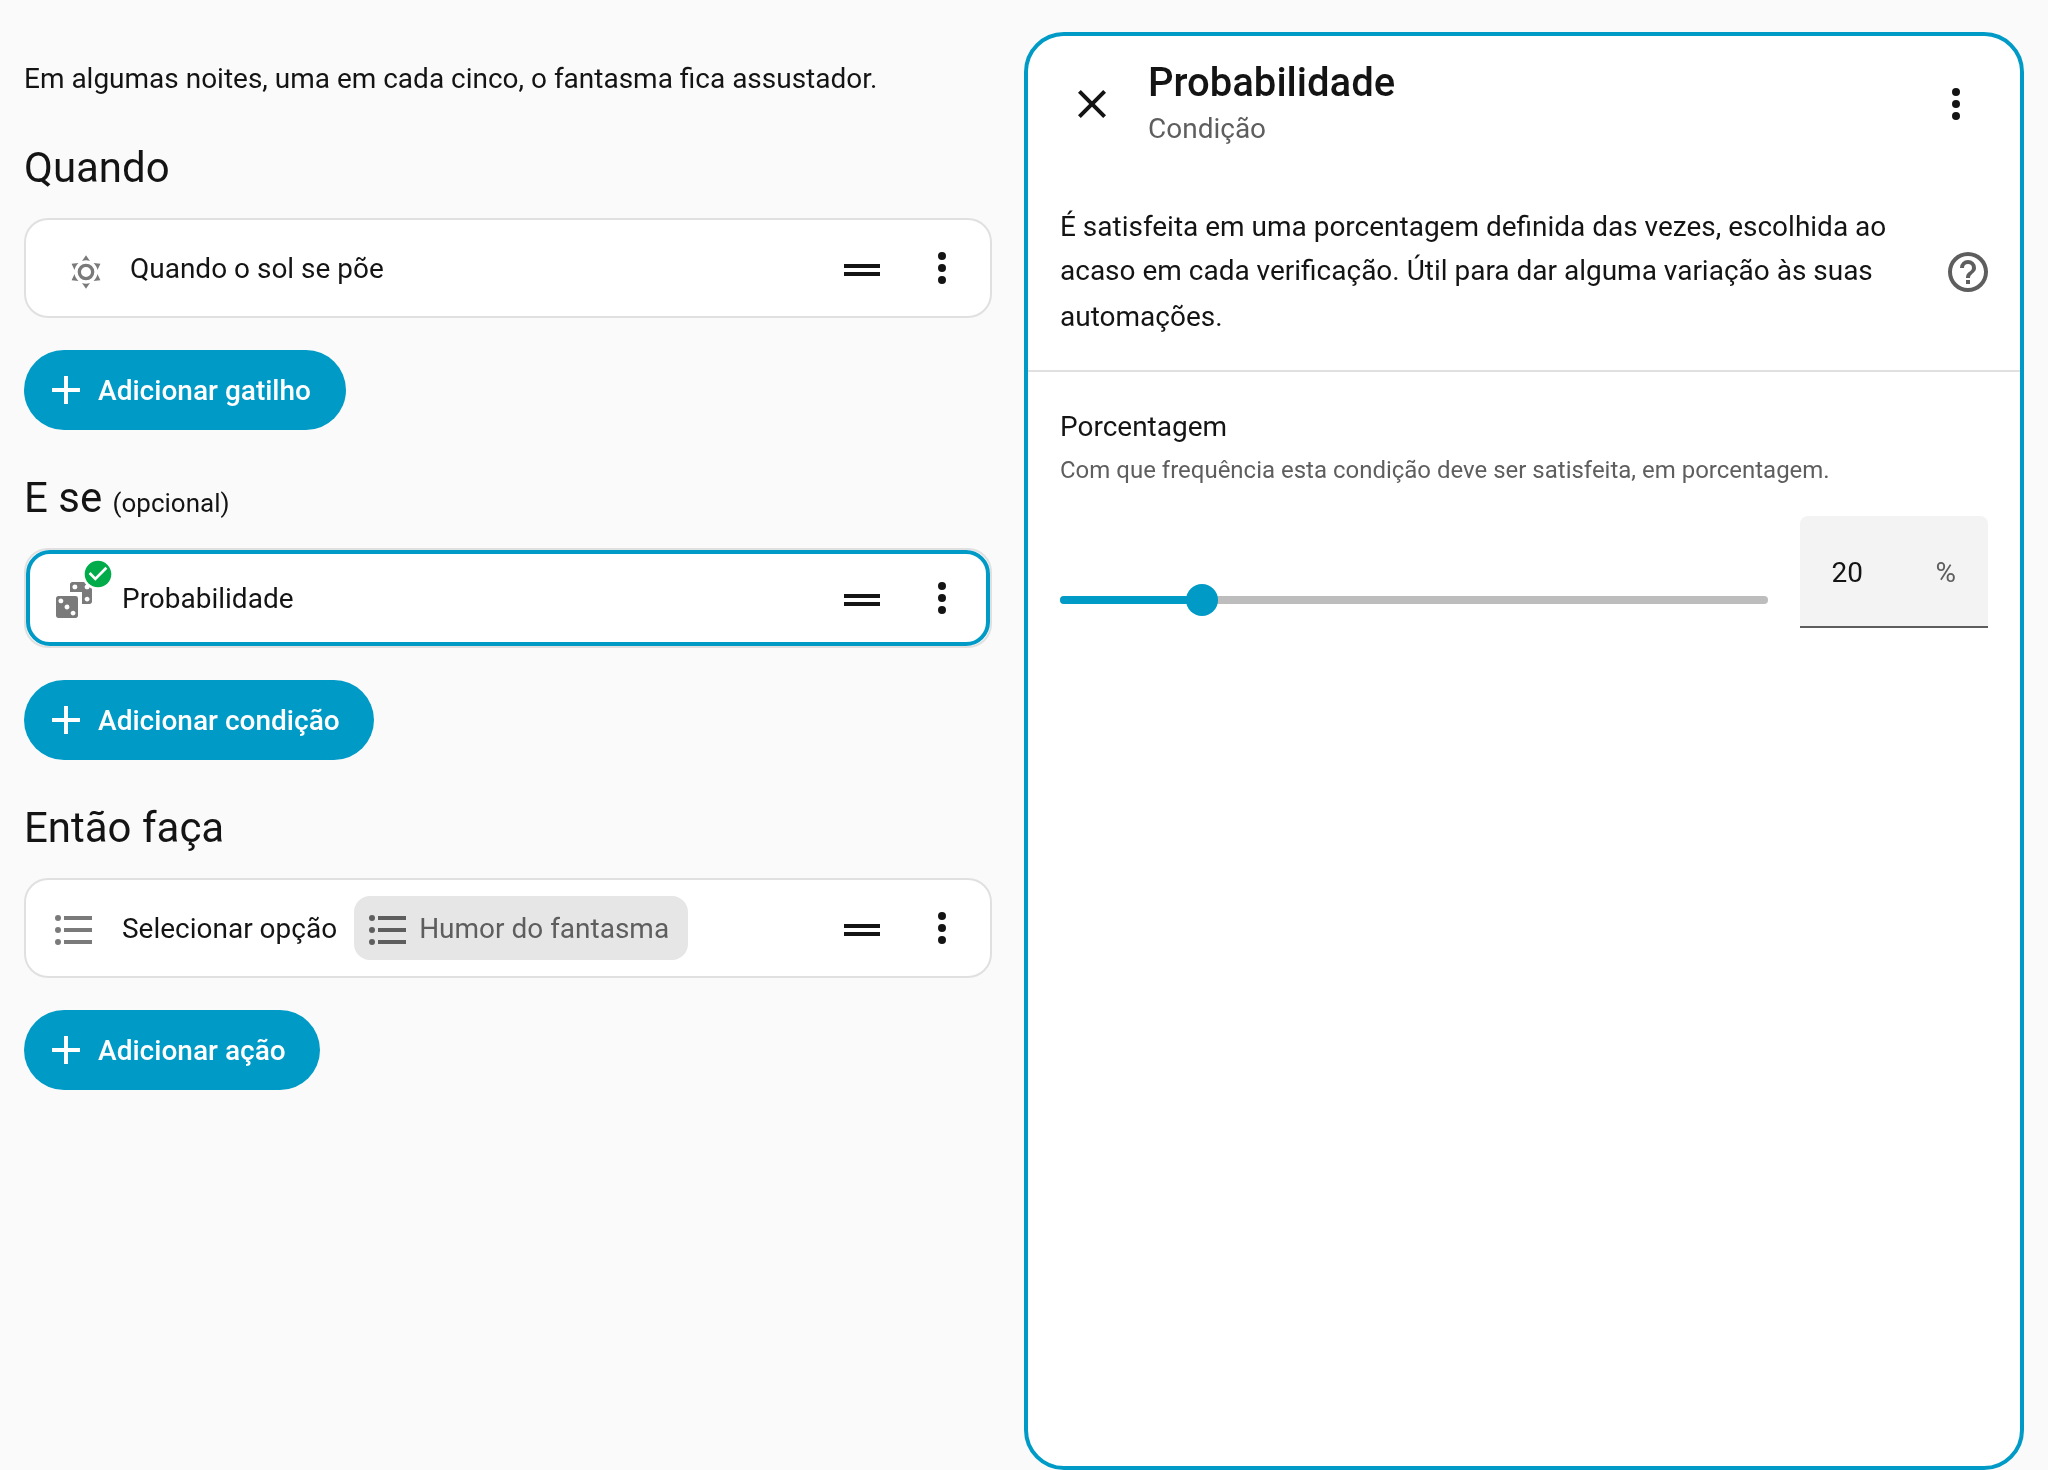 Em algumas noites, uma em cada cinco, o fantasma fica assustador.
Quando
Quando o sol se põe
Adicionar gatilho
E se (opcional)
Probabilidade
Adicionar condição
Então faça
Selecionar opção Humor do fantasma
Adicionar ação
Probabilidade
Condição
É satisfeita em uma porcentagem definida das vezes, escolhida ao
acaso em cada verificação. Útil para dar alguma variação às suas
automações.
Porcentagem
Com que frequência esta condição deve ser satisfeita, em porcentagem.
20 %